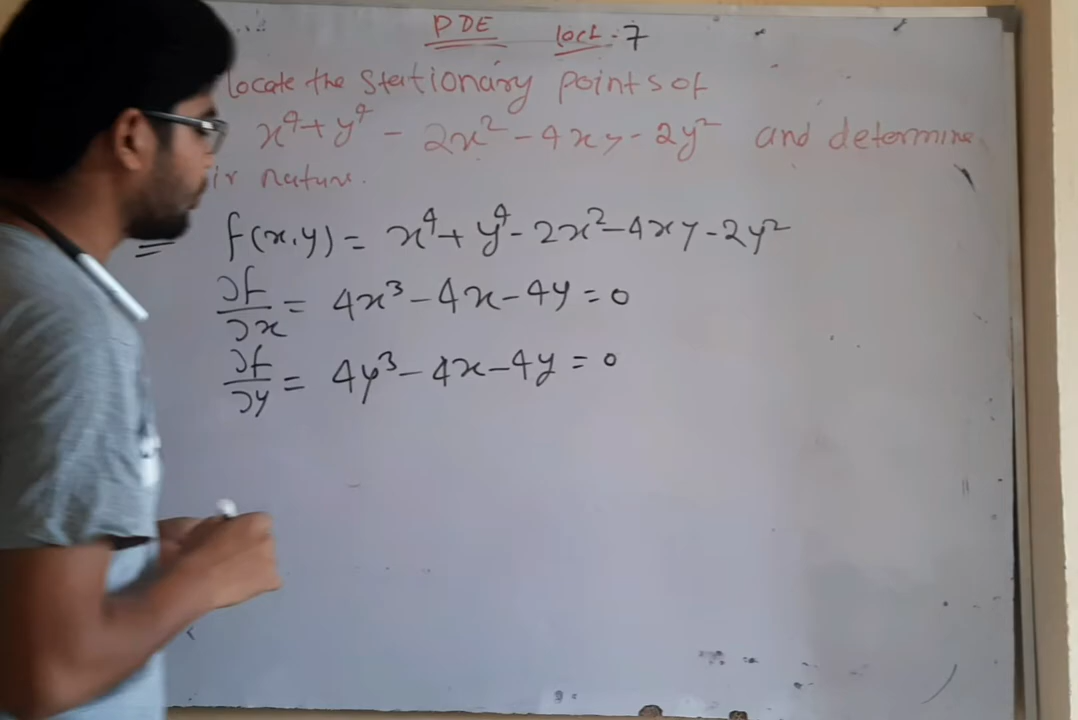 PDE Lect-7
locate the stationary points of
x⁴ + y⁴ - 2x² - 4xy - 2y² and determine
ir nature.
f(x,y) = x⁴ + y⁴ - 2x² - 4xy - 2y²
∂f/∂x = 4x³ - 4x - 4y = 0
∂f/∂y = 4y³ - 4x - 4y = 0